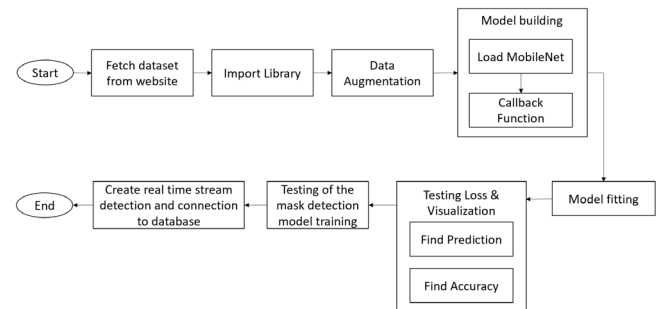 Start
Fetch dataset
from website
Import Library
Data
Augmentation
Model building
Load MobileNet
Callback
Function
Model fitting
Testing Loss &
Visualization
Find Prediction
Find Accuracy
Testing of the
mask detection
model training
Create real time stream
detection and connection
to database
End